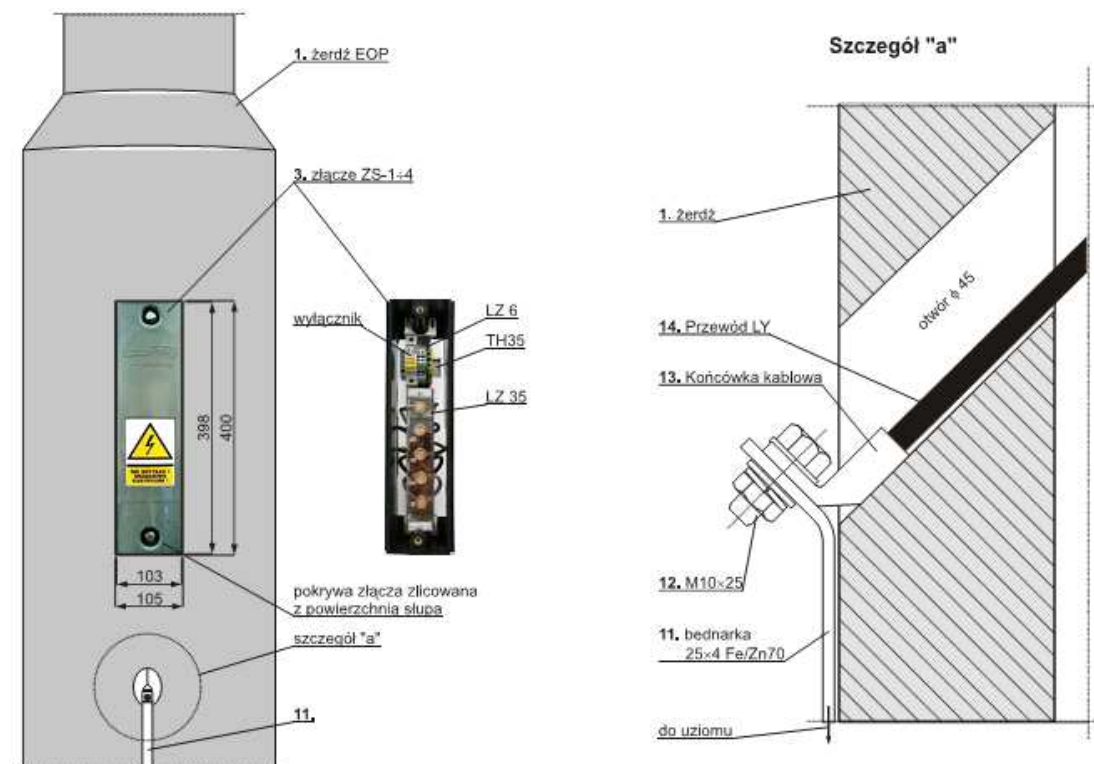 1. żerdź EOP
3. złącze ZS-1÷4
wyłącznik
LZ 6
TH35
LZ 35
398
400
103
105
pokrywa złącza zlicowana
z powierzchnią słupa
szczegół "a"
11.
Szczegół "a"
1. żerdź
otwór ϕ 45
14. Przewód LY
13. Końcówka kablowa
12. M10×25
11. bednarka
25×4 Fe/Zn70
do uziomu